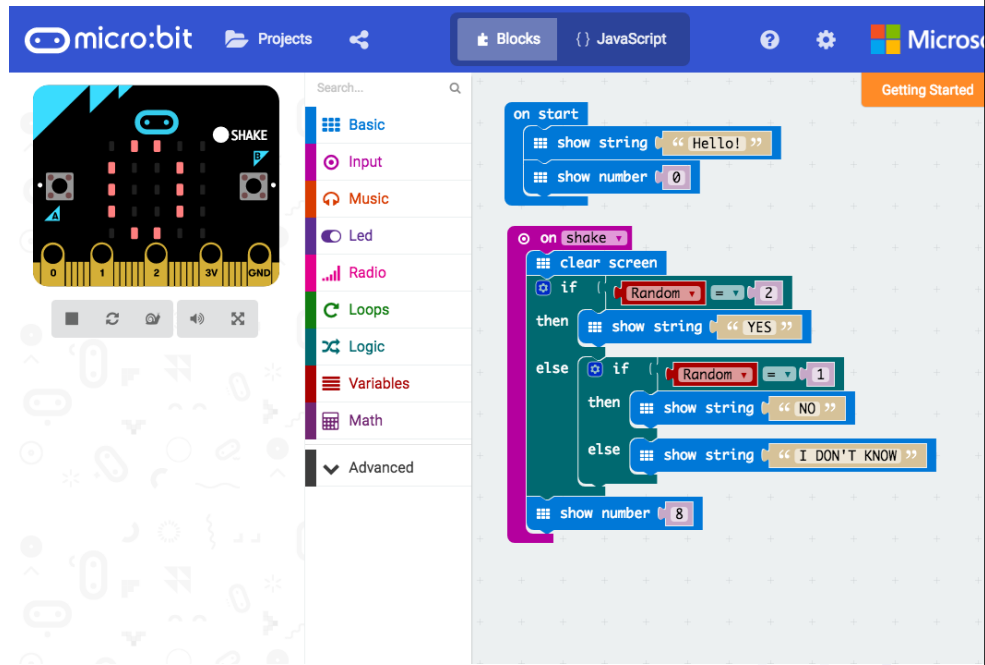 micro:bit Projects Blocks {} JavaScript ? Micros
Search...
Getting Started
SHAKE
B
A
0 1 2 3V GND
Basic
Input
Music
Led
Radio
Loops
Logic
Variables
Math
Advanced
on start
show string “ Hello! ”
show number 0
on shake
clear screen
if Random = 2
then show string “ YES ”
else if Random = 1
then show string “ NO ”
else show string “ I DON'T KNOW ”
show number 8